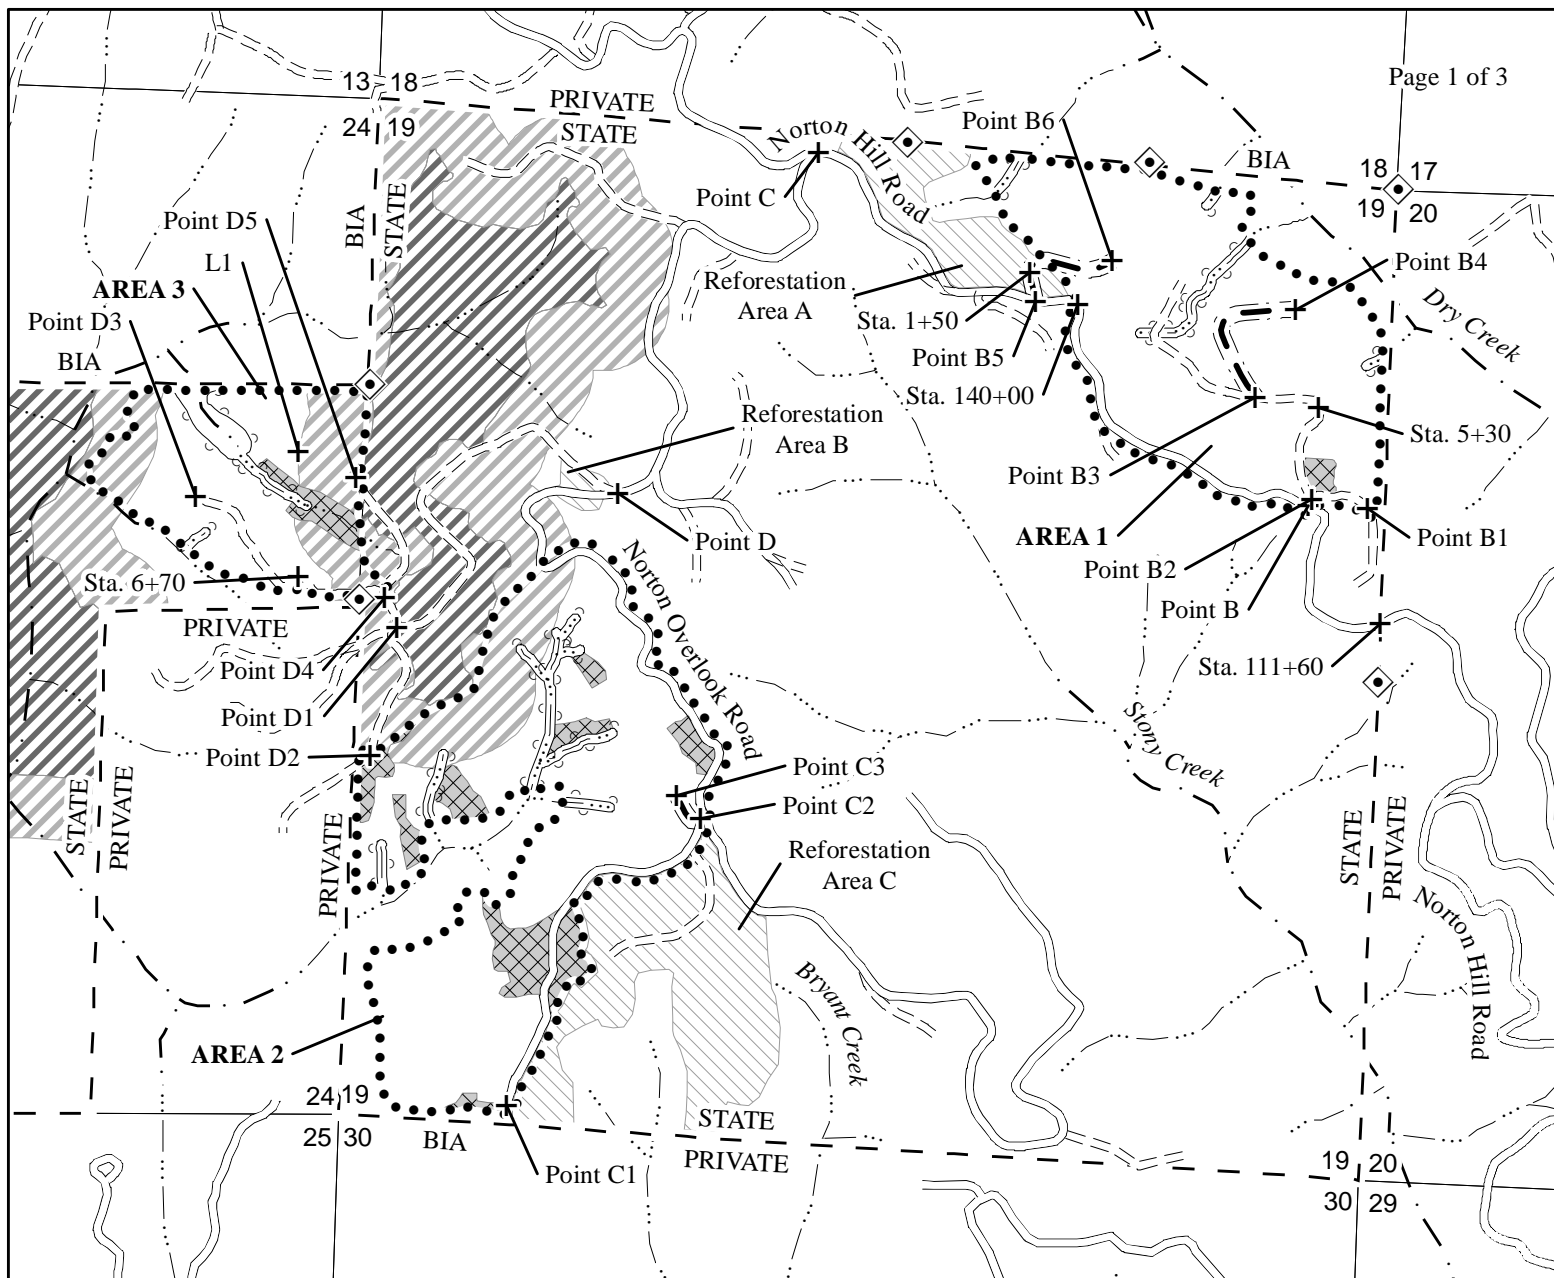 Page 1 of 3
13 18
24 19
PRIVATE
STATE
Norton Hill Road
Point B6
BIA
18 17
19 20
Point C
Point D5
BIA
STATE
L1
AREA 3
Point D3
BIA
Reforestation
Area A
Sta. 1+50
Point B5
Sta. 140+00
Point B4
Dry Creek
Reforestation
Area B
Sta. 5+30
Point B3
AREA 1
Point D
Point B1
Point B2
Point B
Sta. 6+70
PRIVATE
Norton Overlook Road
Sta. 111+60
Point D4
Point D1
Point D2
Stony Creek
Point C3
Point C2
STATE
PRIVATE
PRIVATE
STATE
PRIVATE
Reforestation
Area C
Norton Hill Road
Bryant Creek
AREA 2
24 19
25 30
BIA
STATE
PRIVATE
Point C1
19 20
30 29